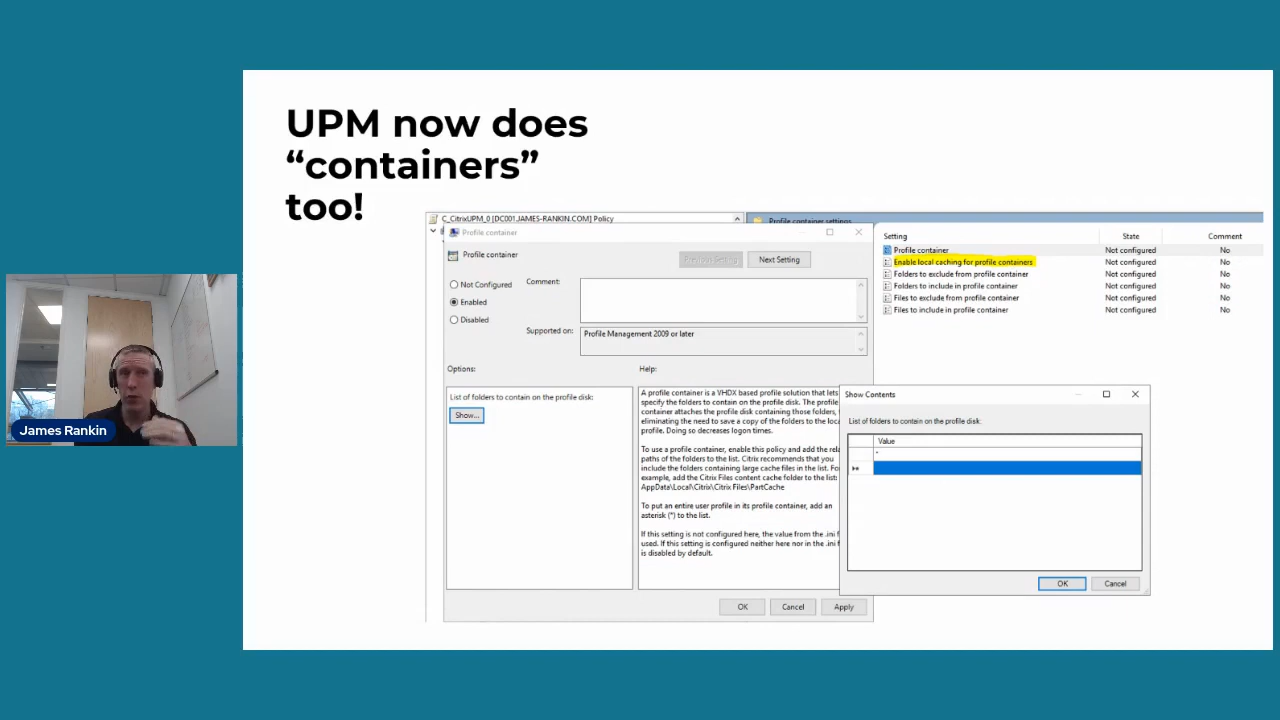 UPM now does
“containers”
too!
C_CitrixUPM_0 [DC001.JAMES-RANKIN.COM] Policy
Profile container settings
Profile container
Profile container
Previous Setting
Next Setting
Not Configured
Enabled
Disabled
Comment:
Supported on:
Profile Management 2009 or later
Options:
Help:
List of folders to contain on the profile disk:
Show...
A profile container is a VHDX based profile solution that lets
specify the folders to contain on the profile disk. The profile
container attaches the profile disk containing those folders,
eliminating the need to save a copy of the folders to the loca
profile. Doing so decreases logon times.
To use a profile container, enable this policy and add the rela
paths of the folders to the list. Citrix recommends that you
include the folders containing large cache files in the list. For
example, add the Citrix Files content cache folder to the list:
AppData\Local\Citrix\Citrix Files\PartCache
To put an entire user profile in its profile container, add an
asterisk (*) to the list.
If this setting is not configured here, the value from the .ini f
used. If this setting is configured neither here nor in the .ini f
is disabled by default.
OK
Cancel
Apply
Setting State Comment
Profile container Not configured No
Enable local caching for profile containers Not configured No
Folders to exclude from profile container Not configured No
Folders to include in profile container Not configured No
Files to exclude from profile container Not configured No
Files to include in profile container Not configured No
Show Contents
List of folders to contain on the profile disk:
Value
*
OK
Cancel
James Rankin